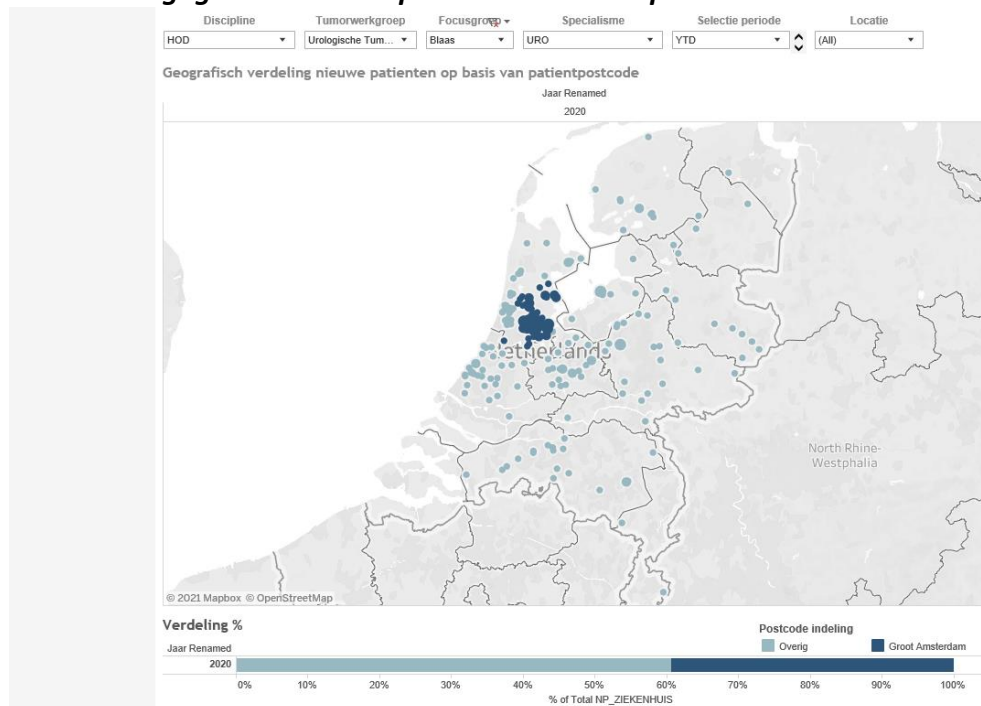 Discipline Tumorwerkgroep Focusgroep Specialisme Selectie periode Locatie
HOD Urologische Tum... Blaas URO YTD (All)
Geografisch verdeling nieuwe patienten op basis van patientpostcode
Jaar Renamed
2020
North Rhine-
Westphalia
© 2021 Mapbox © OpenStreetMap
Verdeling %
Postcode indeling
Jaar Renamed
Overig Groot Amsterdam
2020
0% 10% 20% 30% 40% 50% 60% 70% 80% 90% 100%
% of Total NP_ZIEKENHUIS